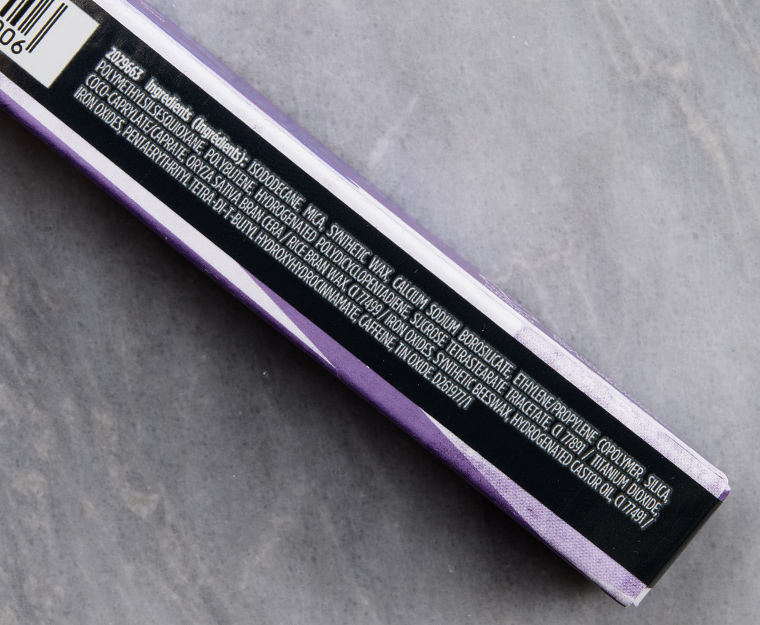 006
2029663 Ingredients (Ingrédients): ISODODECANE, MICA, SYNTHETIC WAX, CALCIUM SODIUM BOROSILICATE, ETHYLENE/PROPYLENE COPOLYMER, SILICA,
POLYMETHYLSILSESQUIOXANE, POLYBUTENE, HYDROGENATED POLYDICYCLOPENTADIENE, SUCROSE TETRASTEARATE TRIACETATE, CI 77891 / TITANIUM DIOXIDE,
COCO-CAPRYLATE/CAPRATE, ORYZA SATIVA BRAN CERA / RICE BRAN WAX, CI 77499 / IRON OXIDES, SYNTHETIC BEESWAX, HYDROGENATED CASTOR OIL, CI 77491 /
IRON OXIDES, PENTAERYTHRITYL TETRA-DI-T-BUTYL HYDROXYHYDROCINNAMATE, CAFFEINE, TIN OXIDE. D261977/1